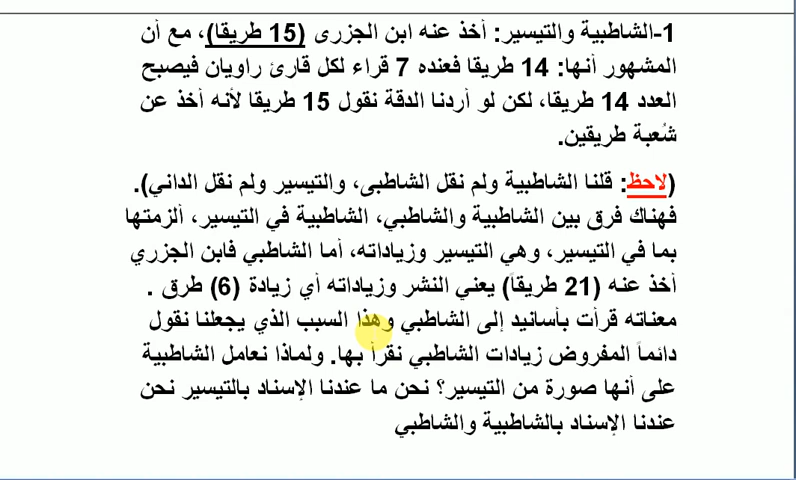 1-الشاطبية والتيسير: أخذ عنه ابن الجزرى (15 طريقا)، مع أن
المشهور أنها: 14 طريقا فعنده 7 قراء لكل قارئ راويان فيصبح
العدد 14 طريقا، لكن لو أردنا الدقة نقول 15 طريقا لأنه أخذ عن
شُعبة طريقين.
(لاحظ: قلنا الشاطبية ولم نقل الشاطبى، والتيسير ولم نقل الداني).
فهناك فرق بين الشاطبية والشاطبي، الشاطبية في التيسير، ألزمتها
بما في التيسير، وهي التيسير وزياداته، أما الشاطبي فابن الجزري
أخذ عنه (21 طريقاً) يعني النشر وزياداته أي زيادة (6) طرق .
معناته قرأت بأسانيد إلى الشاطبي وهذا السبب الذي يجعلنا نقول
دائماً المفروض زيادات الشاطبي نقرأ بها. ولماذا نعامل الشاطبية
على أنها صورة من التيسير؟ نحن ما عندنا الإسناد بالتيسير نحن
عندنا الإسناد بالشاطبية والشاطبي